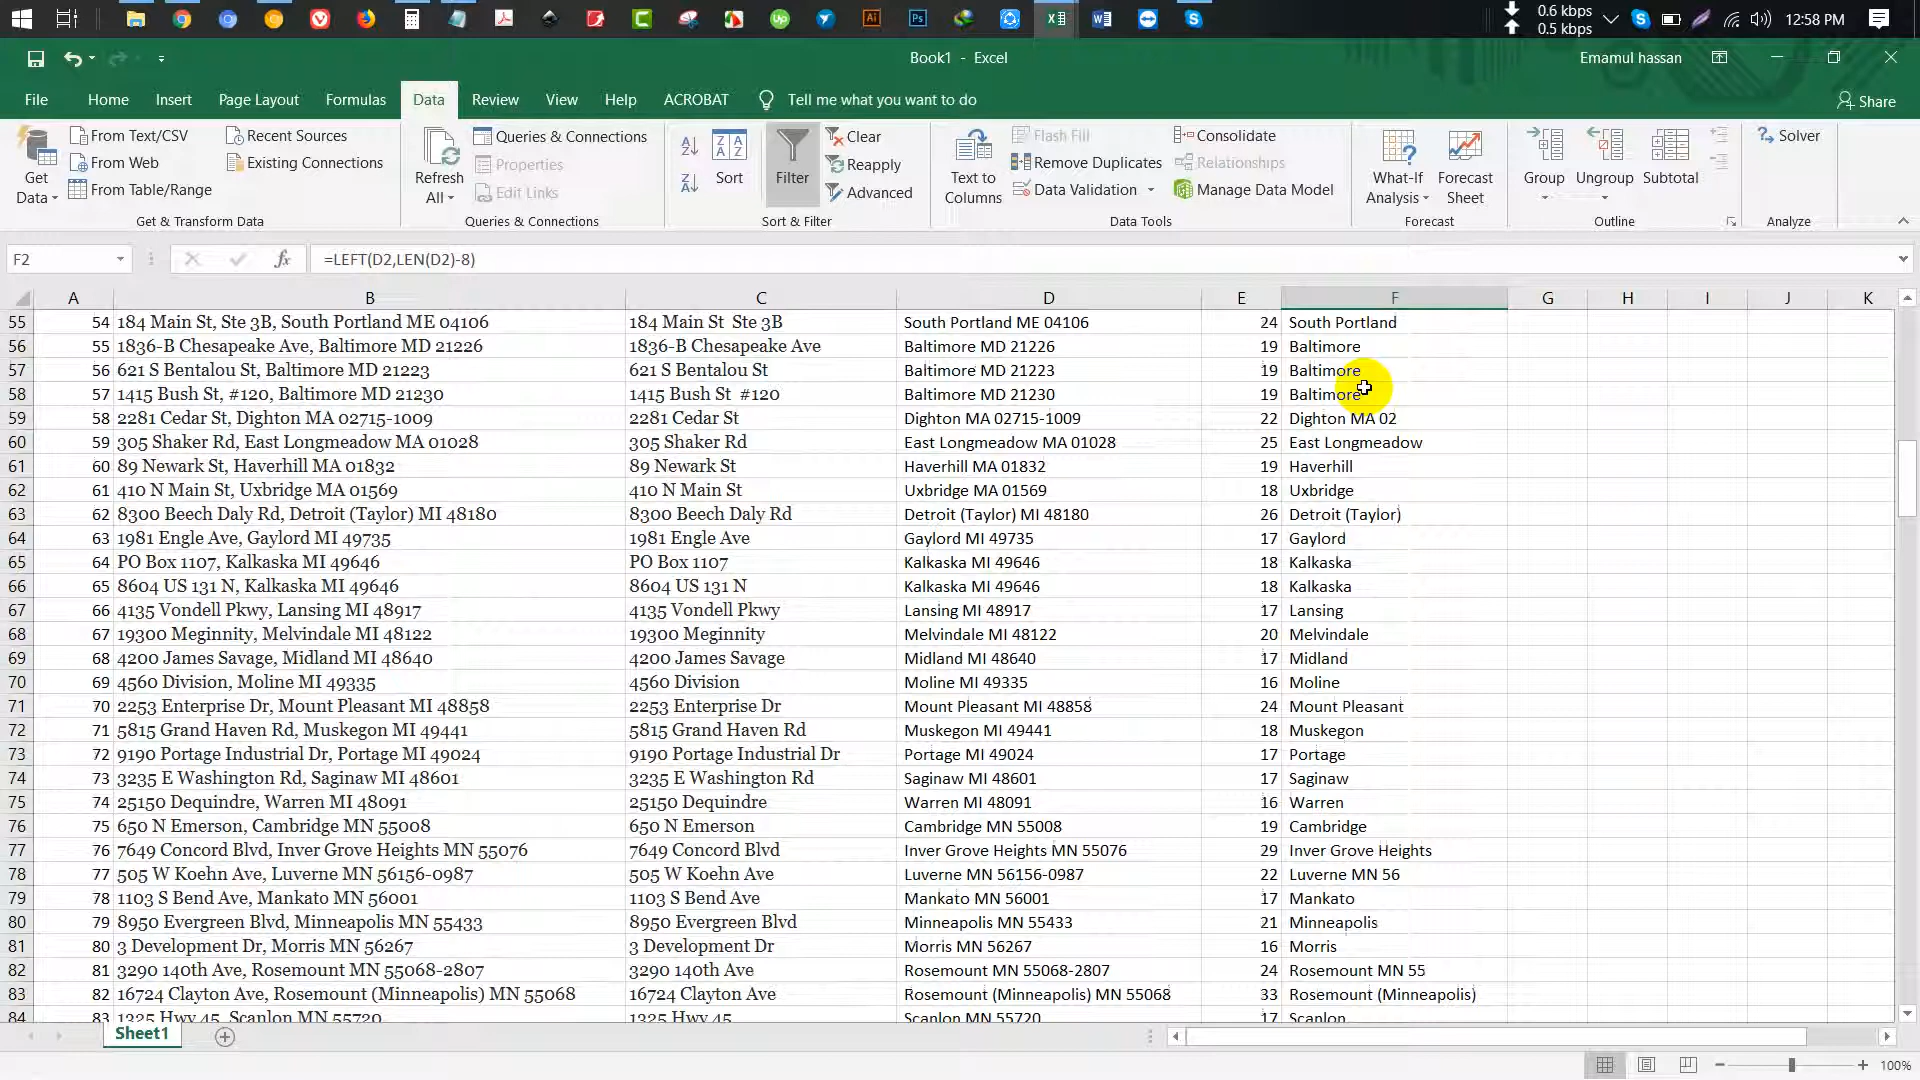 0.6 kbps
0.5 kbps
12:58 PM
Book1 - Excel
Emamul hassan
File Home Insert Page Layout Formulas Data Review View Help ACROBAT Tell me what you want to do Share
Get Data
From Text/CSV
From Web
From Table/Range
Recent Sources
Existing Connections
Get & Transform Data
Refresh All
Queries & Connections
Properties
Edit Links
Queries & Connections
Sort
Filter
Clear
Reapply
Advanced
Sort & Filter
Text to Columns
Flash Fill
Remove Duplicates
Data Validation
Consolidate
Relationships
Manage Data Model
Data Tools
What-If Analysis
Forecast Sheet
Forecast
Group
Ungroup
Subtotal
Outline
Solver
Analyze
F2 fx =LEFT(D2,LEN(D2)-8)
A B C D E F G H I J K
55 54 184 Main St, Ste 3B, South Portland ME 04106 184 Main St Ste 3B South Portland ME 04106 24 South Portland
56 55 1836-B Chesapeake Ave, Baltimore MD 21226 1836-B Chesapeake Ave Baltimore MD 21226 19 Baltimore
57 56 621 S Bentalou St, Baltimore MD 21223 621 S Bentalou St Baltimore MD 21223 19 Baltimore
58 57 1415 Bush St, #120, Baltimore MD 21230 1415 Bush St #120 Baltimore MD 21230 19 Baltimore
59 58 2281 Cedar St, Dighton MA 02715-1009 2281 Cedar St Dighton MA 02715-1009 22 Dighton MA 02
60 59 305 Shaker Rd, East Longmeadow MA 01028 305 Shaker Rd East Longmeadow MA 01028 25 East Longmeadow
61 60 89 Newark St, Haverhill MA 01832 89 Newark St Haverhill MA 01832 19 Haverhill
62 61 410 N Main St, Uxbridge MA 01569 410 N Main St Uxbridge MA 01569 18 Uxbridge
63 62 8300 Beech Daly Rd, Detroit (Taylor) MI 48180 8300 Beech Daly Rd Detroit (Taylor) MI 48180 26 Detroit (Taylor)
64 63 1981 Engle Ave, Gaylord MI 49735 1981 Engle Ave Gaylord MI 49735 17 Gaylord
65 64 PO Box 1107, Kalkaska MI 49646 PO Box 1107 Kalkaska MI 49646 18 Kalkaska
66 65 8604 US 131 N, Kalkaska MI 49646 8604 US 131 N Kalkaska MI 49646 18 Kalkaska
67 66 4135 Vondell Pkwy, Lansing MI 48917 4135 Vondell Pkwy Lansing MI 48917 17 Lansing
68 67 19300 Meginnity, Melvindale MI 48122 19300 Meginnity Melvindale MI 48122 20 Melvindale
69 68 4200 James Savage, Midland MI 48640 4200 James Savage Midland MI 48640 17 Midland
70 69 4560 Division, Moline MI 49335 4560 Division Moline MI 49335 16 Moline
71 70 2253 Enterprise Dr, Mount Pleasant MI 48858 2253 Enterprise Dr Mount Pleasant MI 48858 24 Mount Pleasant
72 71 5815 Grand Haven Rd, Muskegon MI 49441 5815 Grand Haven Rd Muskegon MI 49441 18 Muskegon
73 72 9190 Portage Industrial Dr, Portage MI 49024 9190 Portage Industrial Dr Portage MI 49024 17 Portage
74 73 3235 E Washington Rd, Saginaw MI 48601 3235 E Washington Rd Saginaw MI 48601 17 Saginaw
75 74 25150 Dequindre, Warren MI 48091 25150 Dequindre Warren MI 48091 16 Warren
76 75 650 N Emerson, Cambridge MN 55008 650 N Emerson Cambridge MN 55008 19 Cambridge
77 76 7649 Concord Blvd, Inver Grove Heights MN 55076 7649 Concord Blvd Inver Grove Heights MN 55076 29 Inver Grove Heights
78 77 505 W Koehn Ave, Luverne MN 56156-0987 505 W Koehn Ave Luverne MN 56156-0987 22 Luverne MN 56
79 78 1103 S Bend Ave, Mankato MN 56001 1103 S Bend Ave Mankato MN 56001 17 Mankato
80 79 8950 Evergreen Blvd, Minneapolis MN 55433 8950 Evergreen Blvd Minneapolis MN 55433 21 Minneapolis
81 80 3 Development Dr, Morris MN 56267 3 Development Dr Morris MN 56267 16 Morris
82 81 3290 140th Ave, Rosemount MN 55068-2807 3290 140th Ave Rosemount MN 55068-2807 24 Rosemount MN 55
83 82 16724 Clayton Ave, Rosemount (Minneapolis) MN 55068 16724 Clayton Ave Rosemount (Minneapolis) MN 55068 33 Rosemount (Minneapolis)
84 83 1325 Hwy 45, Scanlon MN 55720 1325 Hwy 45 Scanlon MN 55720 17 Scanlon
Sheet1
100%